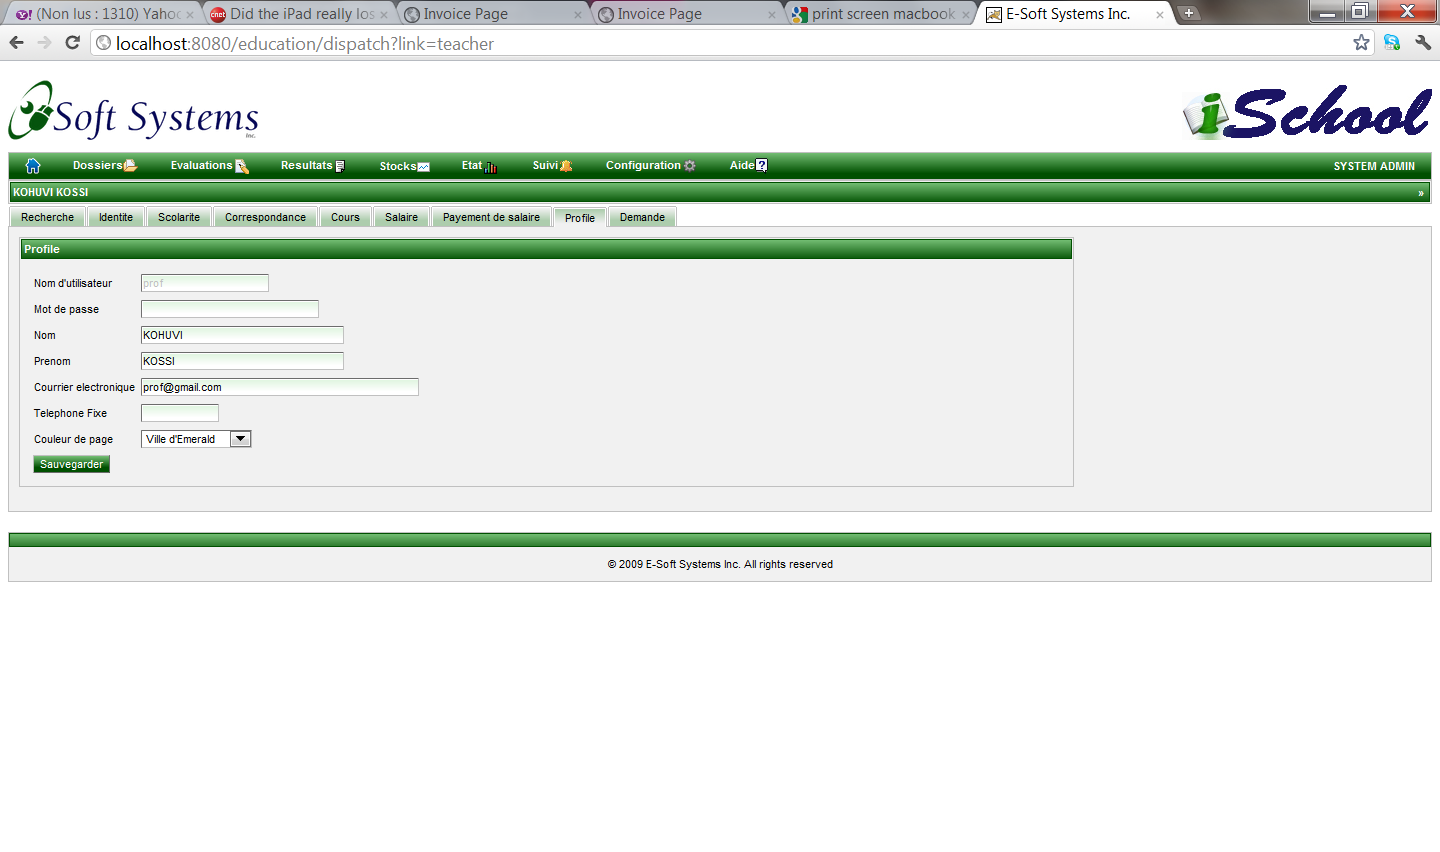 (Non lus : 1310) Yahoo
Did the iPad really los
Invoice Page
Invoice Page
print screen macbook
E-Soft Systems Inc.
localhost:8080/education/dispatch?link=teacher
Soft Systems
Inc.
iSchool
Dossiers
Evaluations
Resultats
Stocks
Etat
Suivi
Configuration
Aide
SYSTEM ADMIN
KOHUVI KOSSI
»
Recherche
Identite
Scolarite
Correspondance
Cours
Salaire
Payement de salaire
Profile
Demande
Profile
Nom d'utilisateur prof
Mot de passe
Nom KOHUVI
Prenom KOSSI
Courrier electronique prof@gmail.com
Telephone Fixe
Couleur de page Ville d'Emerald
Sauvegarder
© 2009 E-Soft Systems Inc. All rights reserved